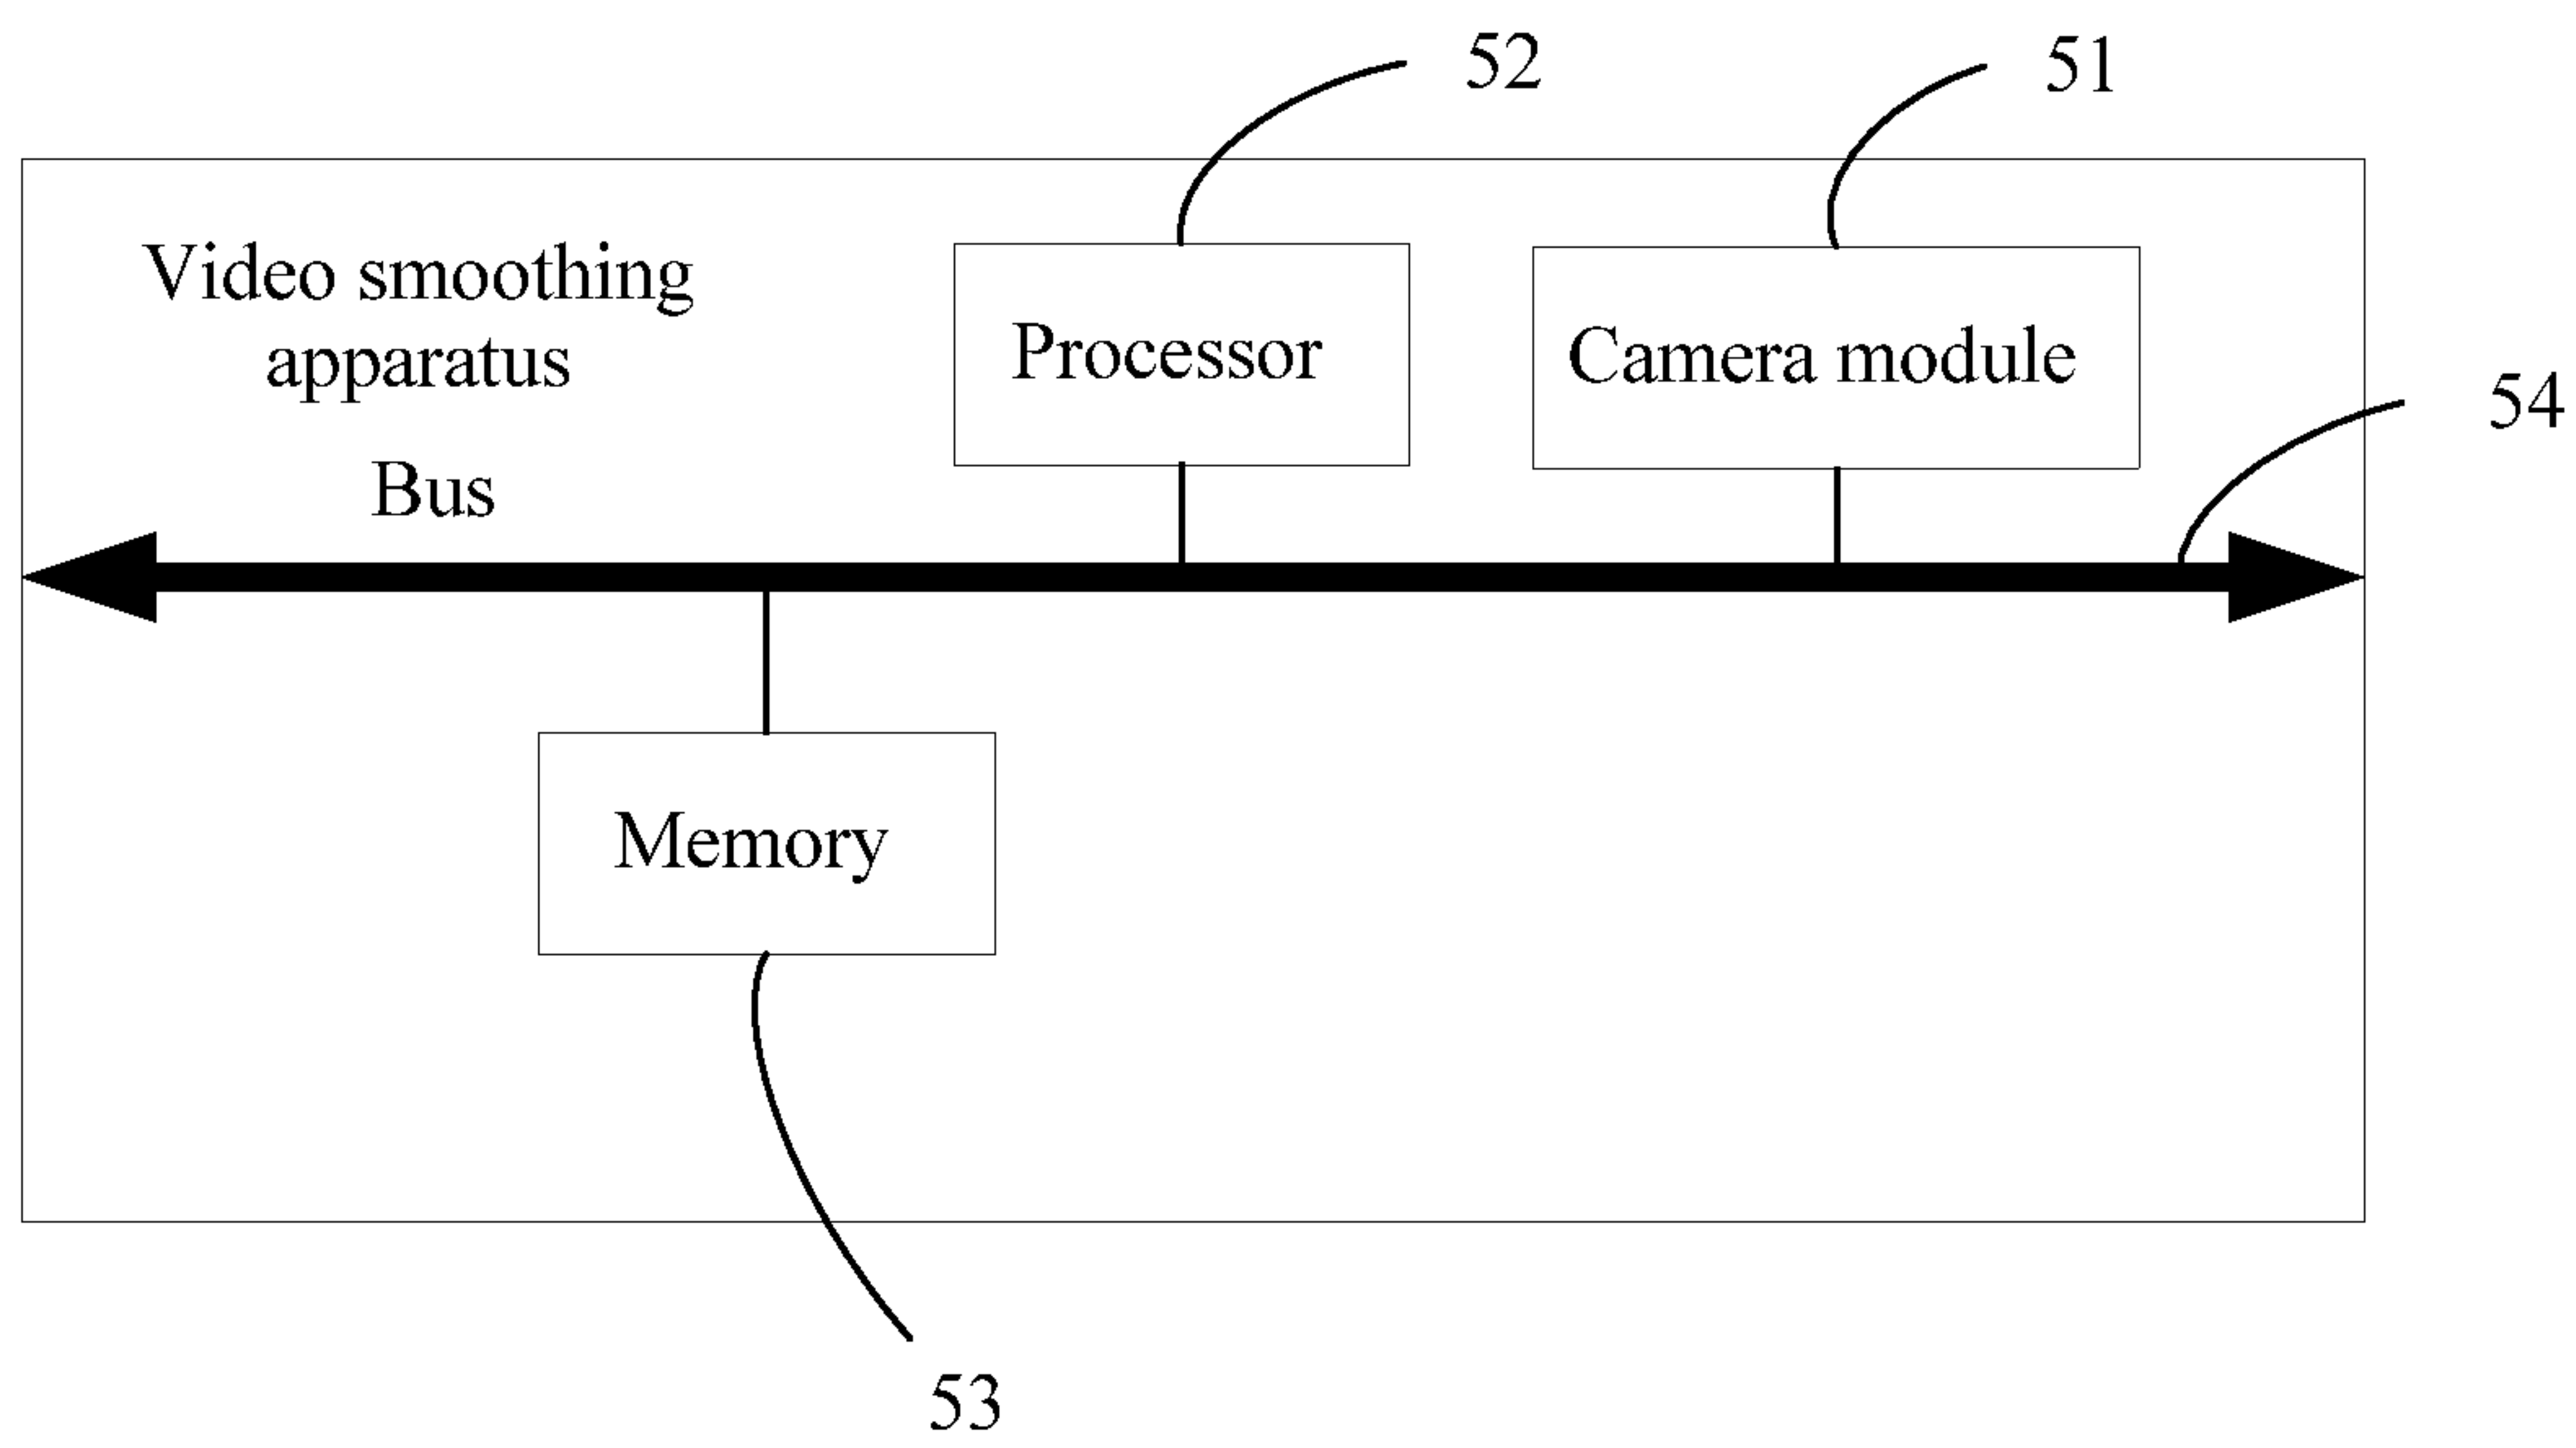 52
51
Video smoothing
apparatus
Processor
Camera module
54
Bus
Memory
53